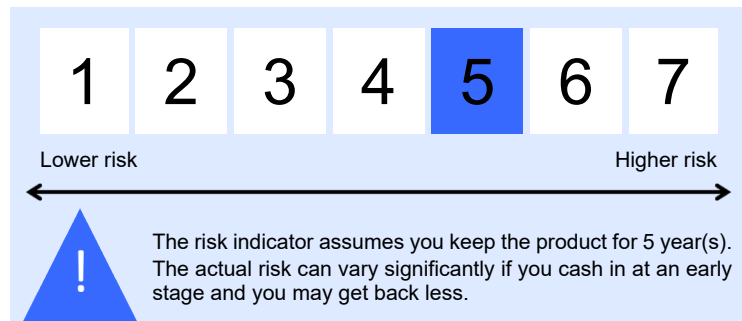 1 2 3 4 5 6 7
Lower risk Higher risk
!
The risk indicator assumes you keep the product for 5 year(s).
The actual risk can vary significantly if you cash in at an early
stage and you may get back less.